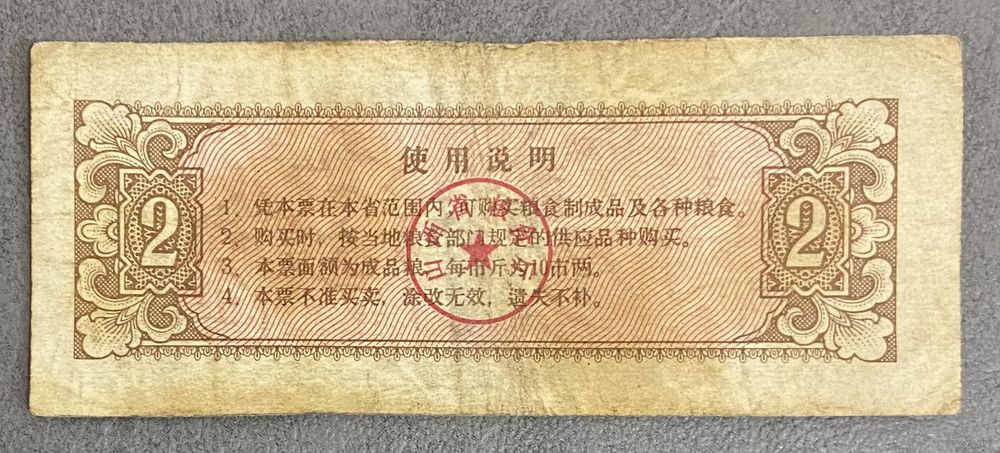 使用说明
2
1. 凭本票在本省范围内,可购买粮食制成品及各种粮食。
2. 购买时,按当地粮食部门规定的供应品种购买。
3. 本票面额为成品粮,每市斤为10市两。
4. 本票不准买卖,涂改无效,遗失不补。
2